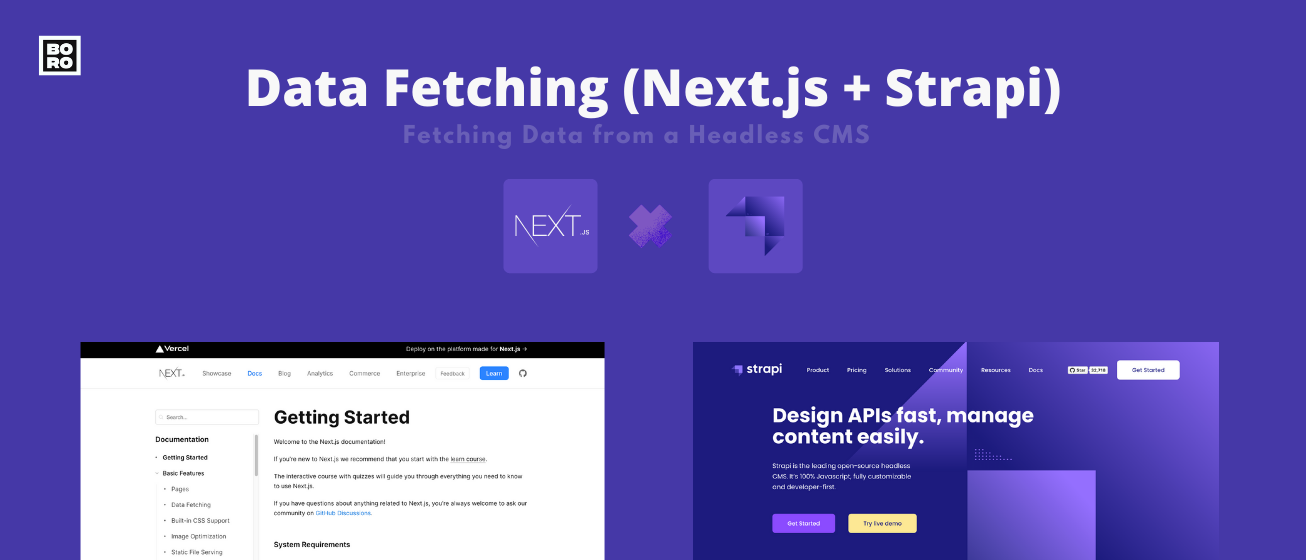 BO
RO
Data Fetching (Next.js + Strapi)
Fetching Data from a Headless CMS
NEXT.JS
Vercel
Deploy on the platform made for Next.js →
NEXT.JS
Showcase
Docs
Blog
Analytics
Commerce
Enterprise
Feedback
Learn
Search...
Documentation
Getting Started
Basic Features
Pages
Data Fetching
Built-in CSS Support
Image Optimization
Static File Serving
Getting Started
Welcome to the Next.js documentation!
If you're new to Next.js we recommend that you start with the learn course.
The interactive course with quizzes will guide you through everything you need to know
to use Next.js.
If you have questions about anything related to Next.js, you're always welcome to ask our
community on GitHub Discussions.
System Requirements
strapi
Product
Pricing
Solutions
Community
Resources
Docs
Star
32,718
Get Started
Design APIs fast, manage
content easily.
Strapi is the leading open-source headless
CMS. It's 100% Javascript, fully customizable
and developer-first.
Get Started
Try live demo